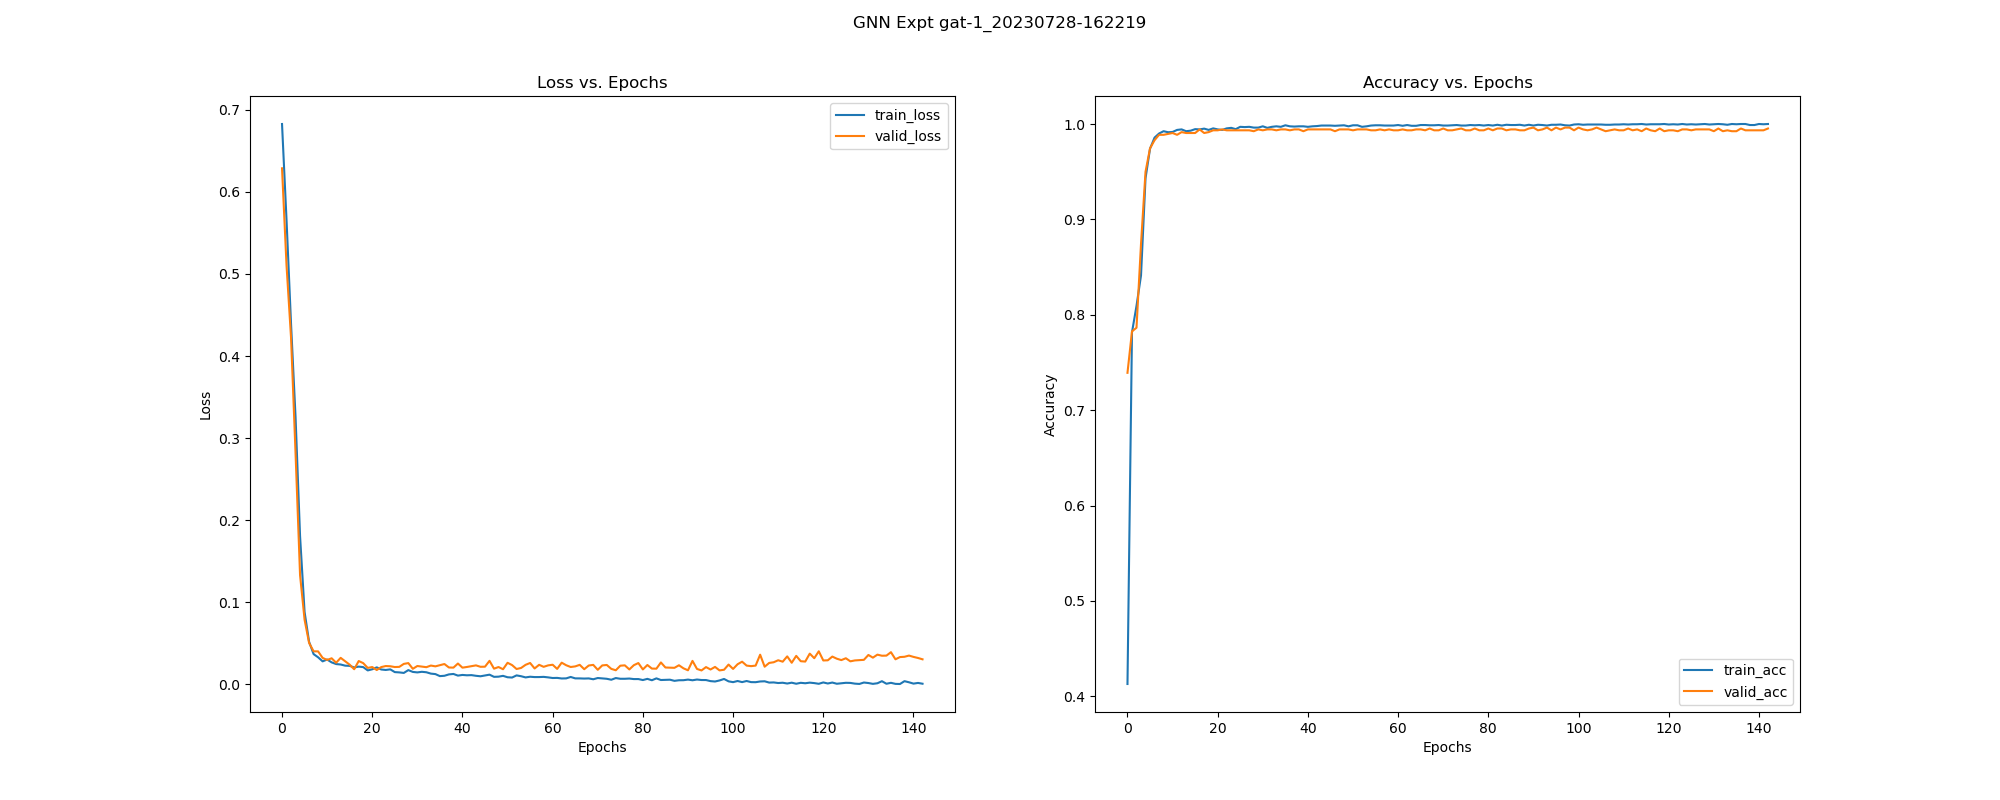 GNN Expt gat-1_20230728-162219
Loss vs. Epochs
0.7
0.6
0.5
0.4
0.3
0.2
0.1
0.0
Loss
0 20 40 60 80 100 120 140
Epochs
train_loss
valid_loss
Accuracy vs. Epochs
1.0
0.9
0.8
0.7
0.6
0.5
0.4
Accuracy
0 20 40 60 80 100 120 140
Epochs
train_acc
valid_acc